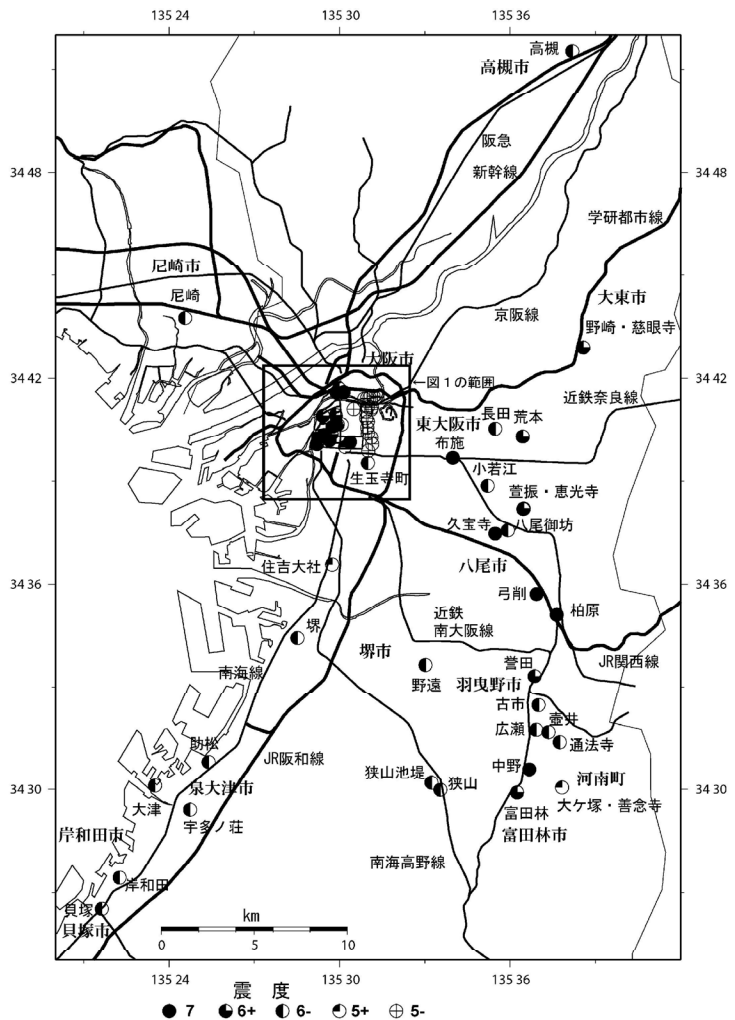 135 24
135 30
135 36
高槻
高槻市
阪急
新幹線
34 48
34 48
学研都市線
尼崎市
尼崎
京阪線
大東市
野崎・慈眼寺
大阪市
34 42
34 42
←図1の範囲
近鉄奈良線
東大阪市
長田
荒本
布施
小若江
生玉寺町
萱振・恵光寺
久宝寺
八尾御坊
住吉大社
八尾市
34 36
34 36
弓削
柏原
近鉄
南大阪線
堺
堺市
誉田
JR関西線
南海線
野遠
羽曳野市
古市
広瀬
壺井
通法寺
助松
JR阪和線
中野
狭山池堤
狭山
河南町
34 30
34 30
泉大津市
大津
宇多ノ荘
富田林
大ケ塚・善念寺
富田林市
岸和田市
南海高野線
岸和田
貝塚
貝塚市
km
0
5
10
135 24
135 30
135 36
震 度
7
6+
6-
5+
5-